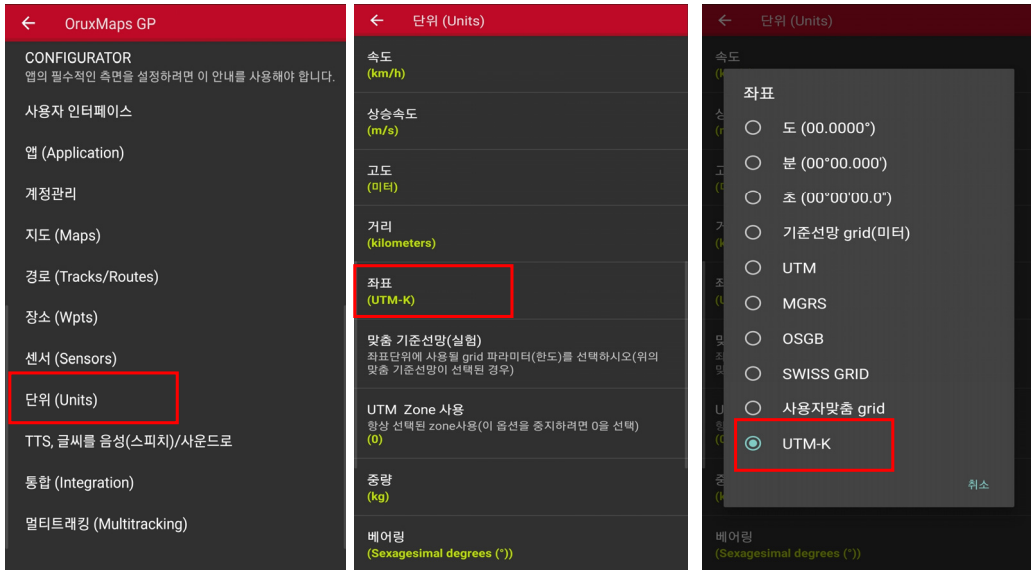 OruxMaps GP
CONFIGURATOR
앱의 필수적인 측면을 설정하려면 이 안내를 사용해야 합니다.
사용자 인터페이스
앱 (Application)
계정관리
지도 (Maps)
경로 (Tracks/Routes)
장소 (Wpts)
센서 (Sensors)
단위 (Units)
TTS, 글씨를 음성(스피치)/사운드로
통합 (Integration)
멀티트래킹 (Multitracking)
단위 (Units)
속도
(km/h)
상승속도
(m/s)
고도
(미터)
거리
(kilometers)
좌표
(UTM-K)
맞춤 기준선망(실험)
좌표단위에 사용될 grid 파라미터(한도)를 선택하시오(위의
맞춤 기준선망이 선택된 경우)
UTM Zone 사용
항상 선택된 zone사용(이 옵션을 중지하려면 0을 선택)
(0)
중량
(kg)
베어링
(Sexagesimal degrees (°))
단위 (Units)
속도
좌표
도 (00.0000°)
분 (00°00.000')
초 (00°00'00.0")
기준선망 grid(미터)
UTM
MGRS
OSGB
SWISS GRID
사용자맞춤 grid
UTM-K
취소
베어링
(Sexagesimal degrees (°))